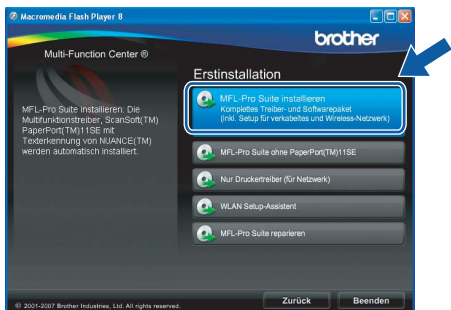 Macromedia Flash Player 8
brother
Multi-Function Center ®
Erstinstallation
MFL-Pro Suite installieren: Die
Multifunktionstreiber, ScanSoft(TM)
PaperPort(TM)11SE mit
Texterkennung von NUANCE(TM)
werden automatisch installiert.
MFL-Pro Suite installieren
Komplettes Treiber- und Softwarepaket
(inkl. Setup für verkabeltes und Wireless-Netzwerk)
MFL-Pro Suite ohne PaperPort(TM)11SE
Nur Druckertreiber (für Netzwerk)
WLAN Setup-Assistent
MFL-Pro Suite reparieren
© 2001-2007 Brother Industries, Ltd. All rights reserved.
Zurück
Beenden